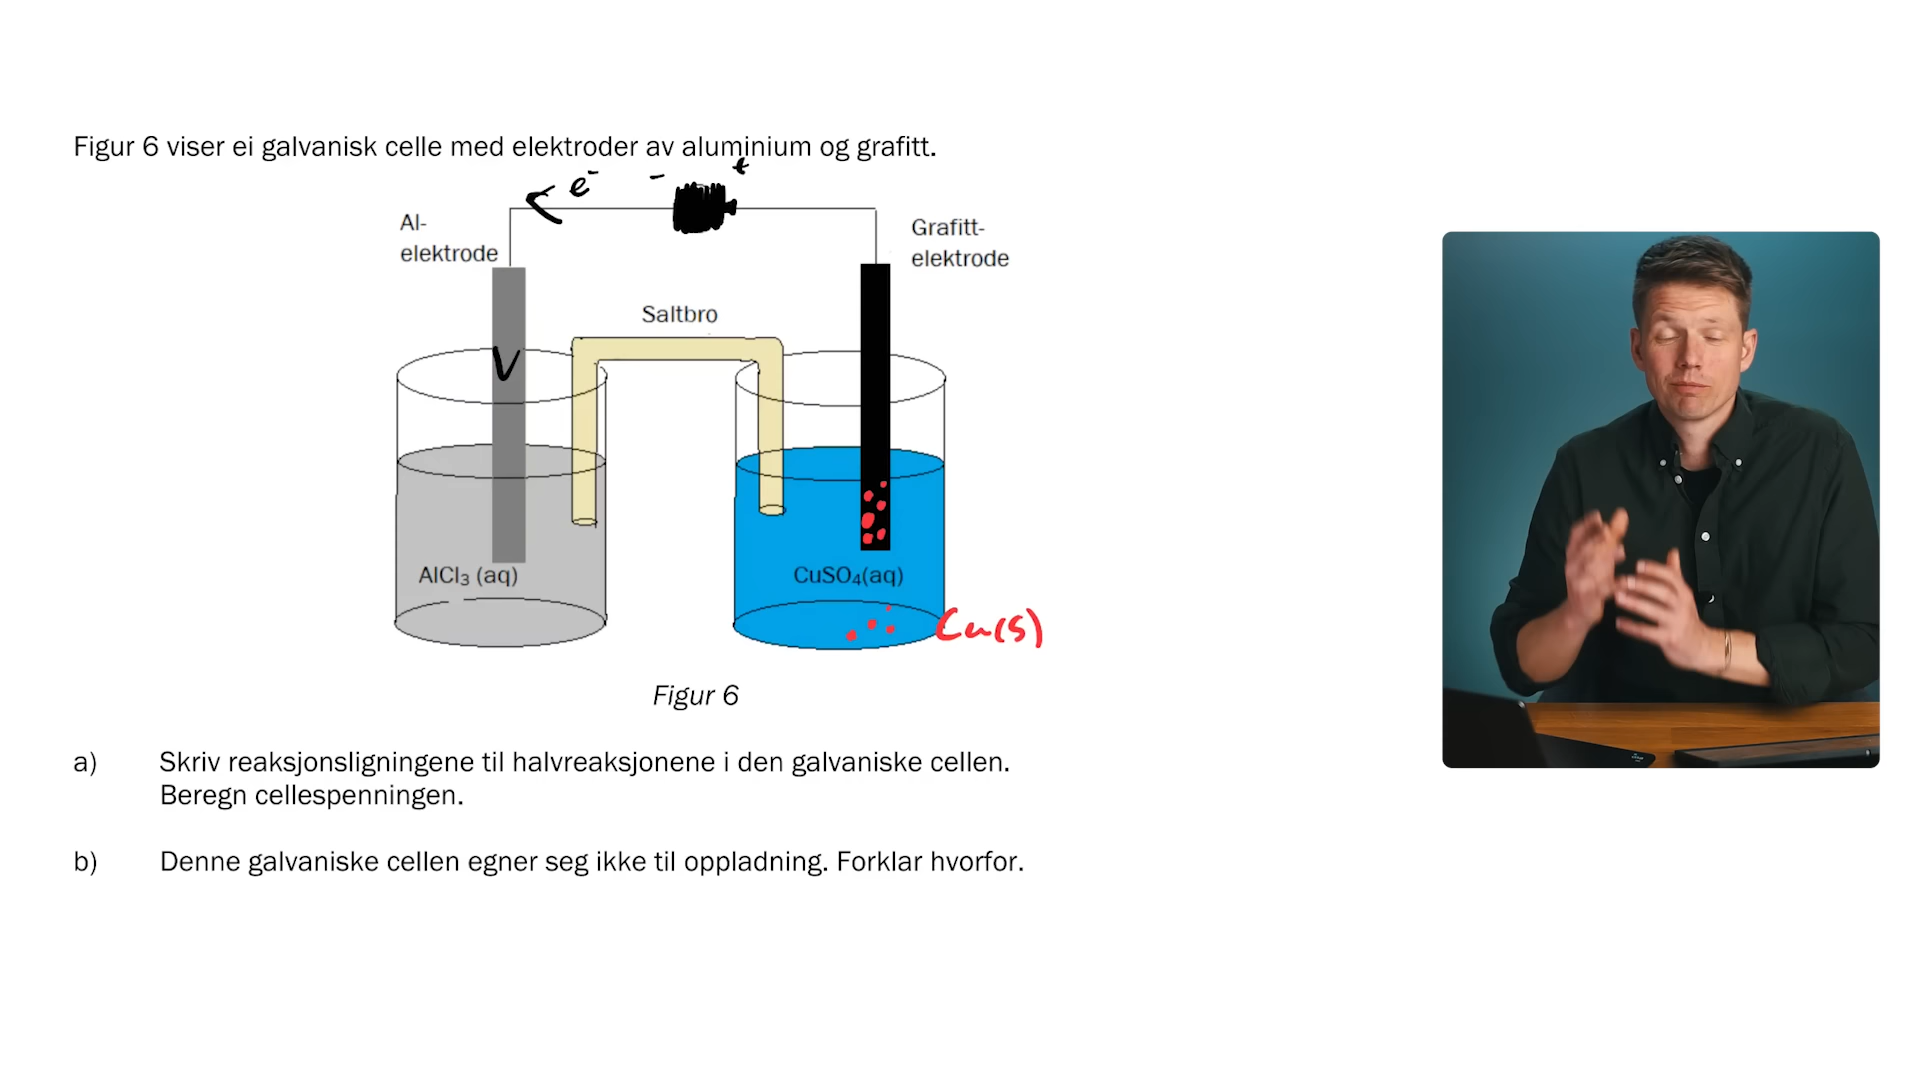 Figur 6 viser ei galvanisk celle med elektroder av aluminium og grafitt.
e⁻ - +
Al-
elektrode
Grafitt-
elektrode
Saltbro
V
AlCl₃ (aq)
CuSO₄(aq)
Cu(s)
Figur 6
a) Skriv reaksjonsligningene til halvreaksjonene i den galvaniske cellen.
Beregn cellespenningen.
b) Denne galvaniske cellen egner seg ikke til oppladning. Forklar hvorfor.